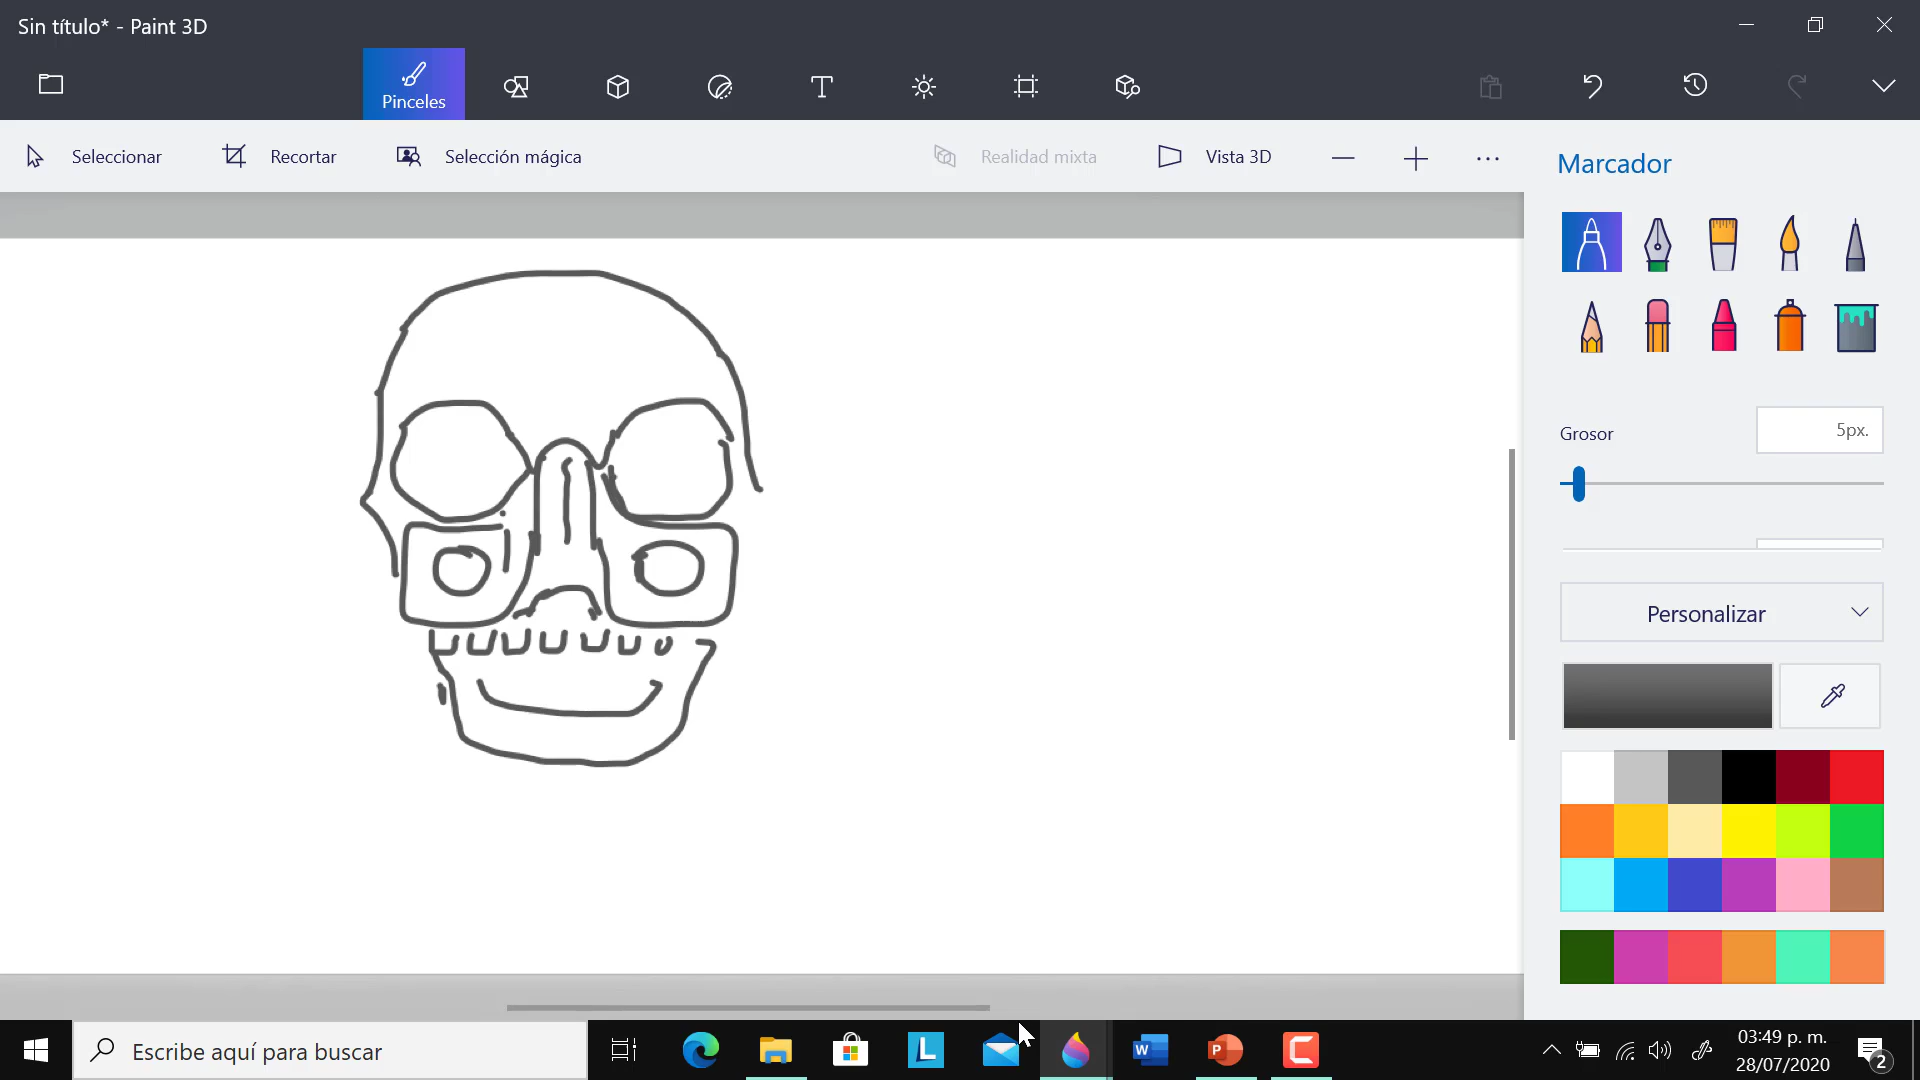 Sin título* - Paint 3D
Pinceles
Seleccionar
Recortar
Selección mágica
Realidad mixta
Vista 3D
Marcador
Grosor
5px.
Personalizar
Escribe aquí para buscar
03:49 p. m.
28/07/2020
2